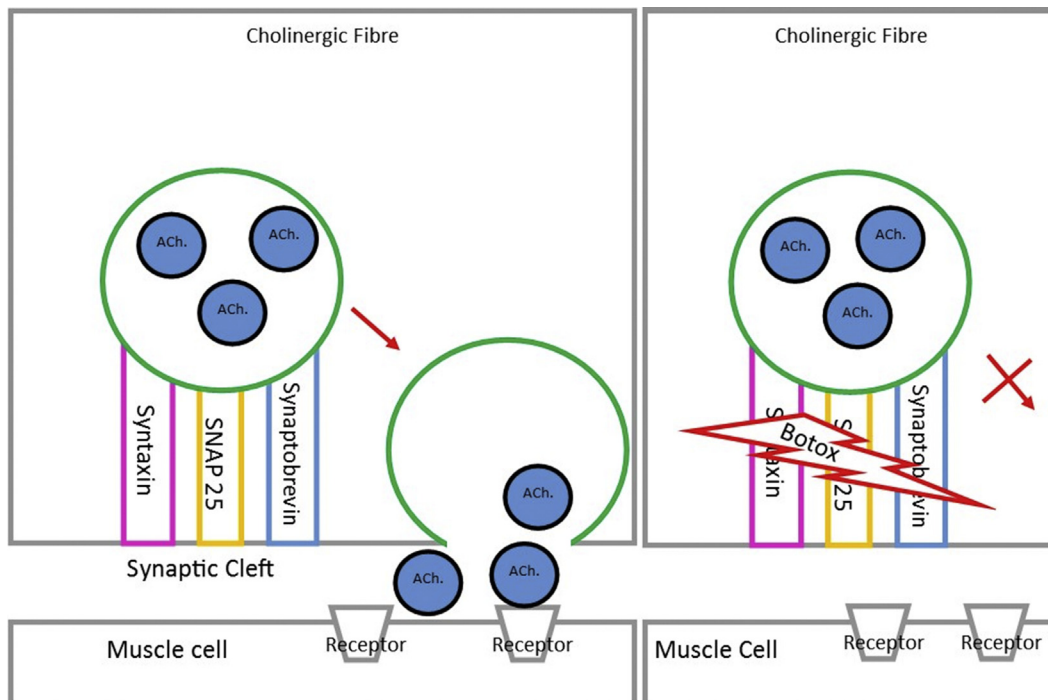 Cholinergic Fibre
ACh.
ACh.
ACh.
Syntaxin
SNAP 25
Synaptobrevin
ACh.
ACh.
ACh.
Synaptic Cleft
Muscle cell
Receptor
Receptor
Cholinergic Fibre
ACh.
ACh.
ACh.
Botox
Muscle Cell
Receptor
Receptor